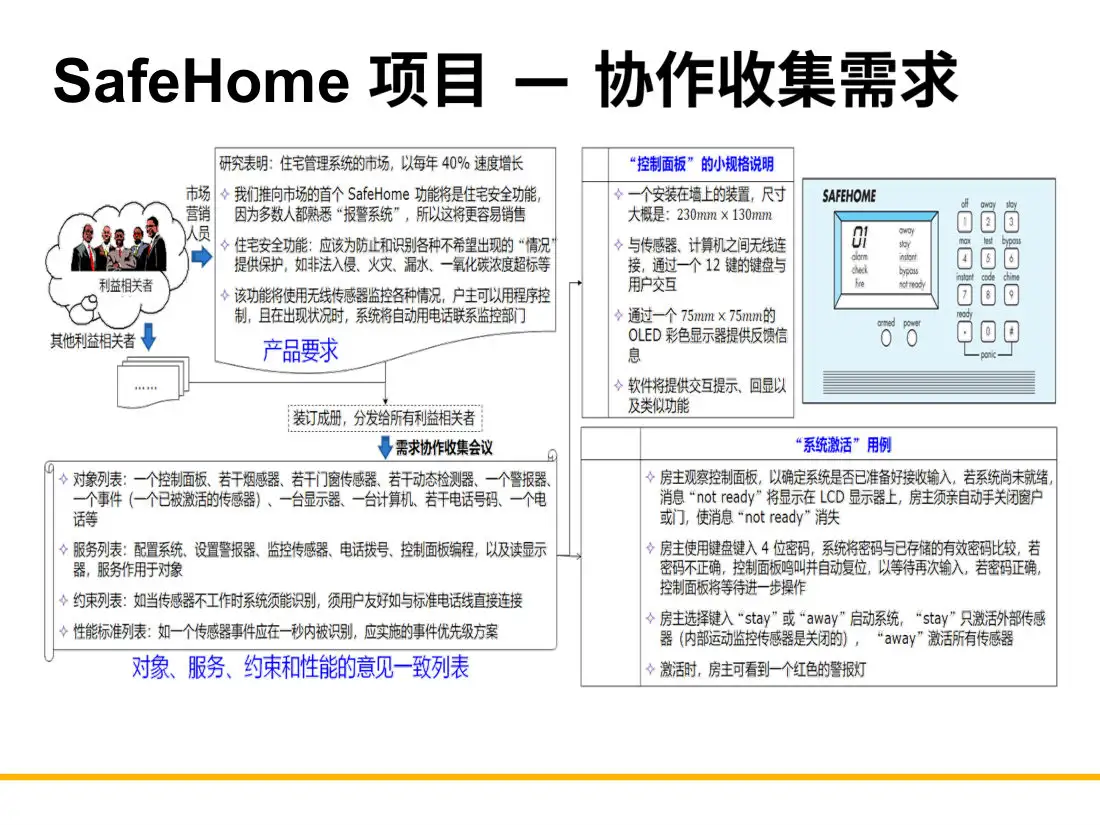 SafeHome 项目 — 协作收集需求
利益相关者
市场
营销
人员
其他利益相关者
……
研究表明：住宅管理系统的市场，以每年 40% 速度增长
✧ 我们推向市场的首个 SafeHome 功能将是住宅安全功能，
因为多数人都熟悉“报警系统”，所以这将更容易销售
✧ 住宅安全功能：应该为防止和识别各种不希望出现的“情况”
提供保护，如非法入侵、火灾、漏水、一氧化碳浓度超标等
✧ 该功能将使用无线传感器监控各种情况，户主可以用程序控
制，且在出现状况时，系统将自动用电话联系监控部门
产品要求
装订成册，分发给所有利益相关者
需求协作收集会议
✧ 对象列表：一个控制面板、若干烟感器、若干门窗传感器、若干动态检测器、一个警报器、
一个事件（一个已被激活的传感器）、一台显示器、一台计算机、若干电话号码、一个电
话等
✧ 服务列表：配置系统、设置警报器、监控传感器、电话拨号、控制面板编程，以及读显示
器，服务作用于对象
✧ 约束列表：如当传感器不工作时系统须能识别，须用户友好如与标准电话线直接连接
✧ 性能标准列表：如一个传感器事件应在一秒内被识别，应实施的事件优先级方案
对象、服务、约束和性能的意见一致列表
“控制面板” 的小规格说明
✧ 一个安装在墙上的装置，尺寸
大概是：230mm × 130mm
✧ 与传感器、计算机之间无线连
接，通过一个 12 键的键盘与
用户交互
✧ 通过一个 75mm × 75mm的
OLED 彩色显示器提供反馈信
息
✧ 软件将提供交互提示、回显以
及类似功能
SAFEHOME
01
alarm
check
fire
away
stay
instant
bypass
not ready
armed power
off away stay
1 2 3
max test bypass
4 5 6
instant code chime
7 8 9
ready
* 0 #
panic
“系统激活” 用例
✧ 房主观察控制面板，以确定系统是否已准备好接收输入，若系统尚未就绪，
消息 “not ready” 将显示在 LCD 显示器上，房主须亲自动手关闭窗户
或门，使消息 “not ready” 消失
✧ 房主使用键盘键入 4 位密码，系统将密码与已存储的有效密码比较，若
密码不正确，控制面板鸣叫并自动复位，以等待再次输入，若密码正确，
控制面板将等待进一步操作
✧ 房主选择键入 “stay” 或 “away” 启动系统， “stay” 只激活外部传感
器（内部运动监控传感器是关闭的）， “away” 激活所有传感器
✧ 激活时，房主可看到一个红色的警报灯